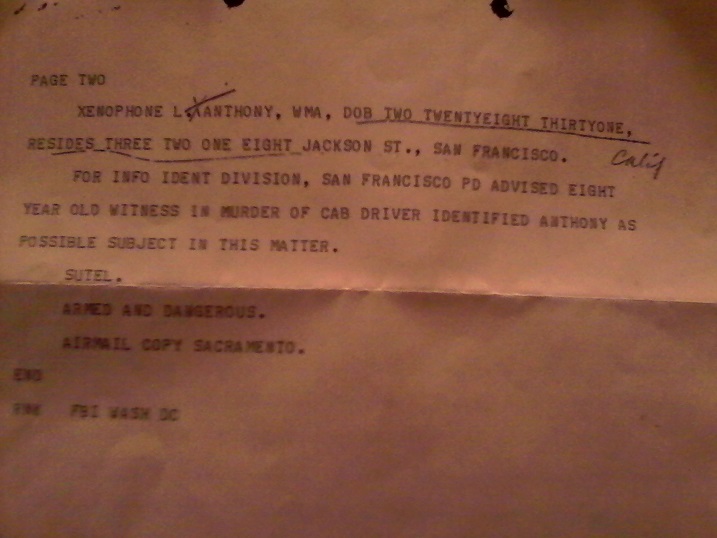 PAGE TWO
XENOPHONE L. ANTHONY, WMA, DOB TWO TWENTYEIGHT THIRTYONE,
RESIDES THREE TWO ONE EIGHT JACKSON ST., SAN FRANCISCO.
Calif
FOR INFO IDENT DIVISION, SAN FRANCISCO PD ADVISED EIGHT
YEAR OLD WITNESS IN MURDER OF CAB DRIVER IDENTIFIED ANTHONY AS
POSSIBLE SUBJECT IN THIS MATTER.
SUTEL.
ARMED AND DANGEROUS.
AIRMAIL COPY SACRAMENTO.
END
FBI WASH DC